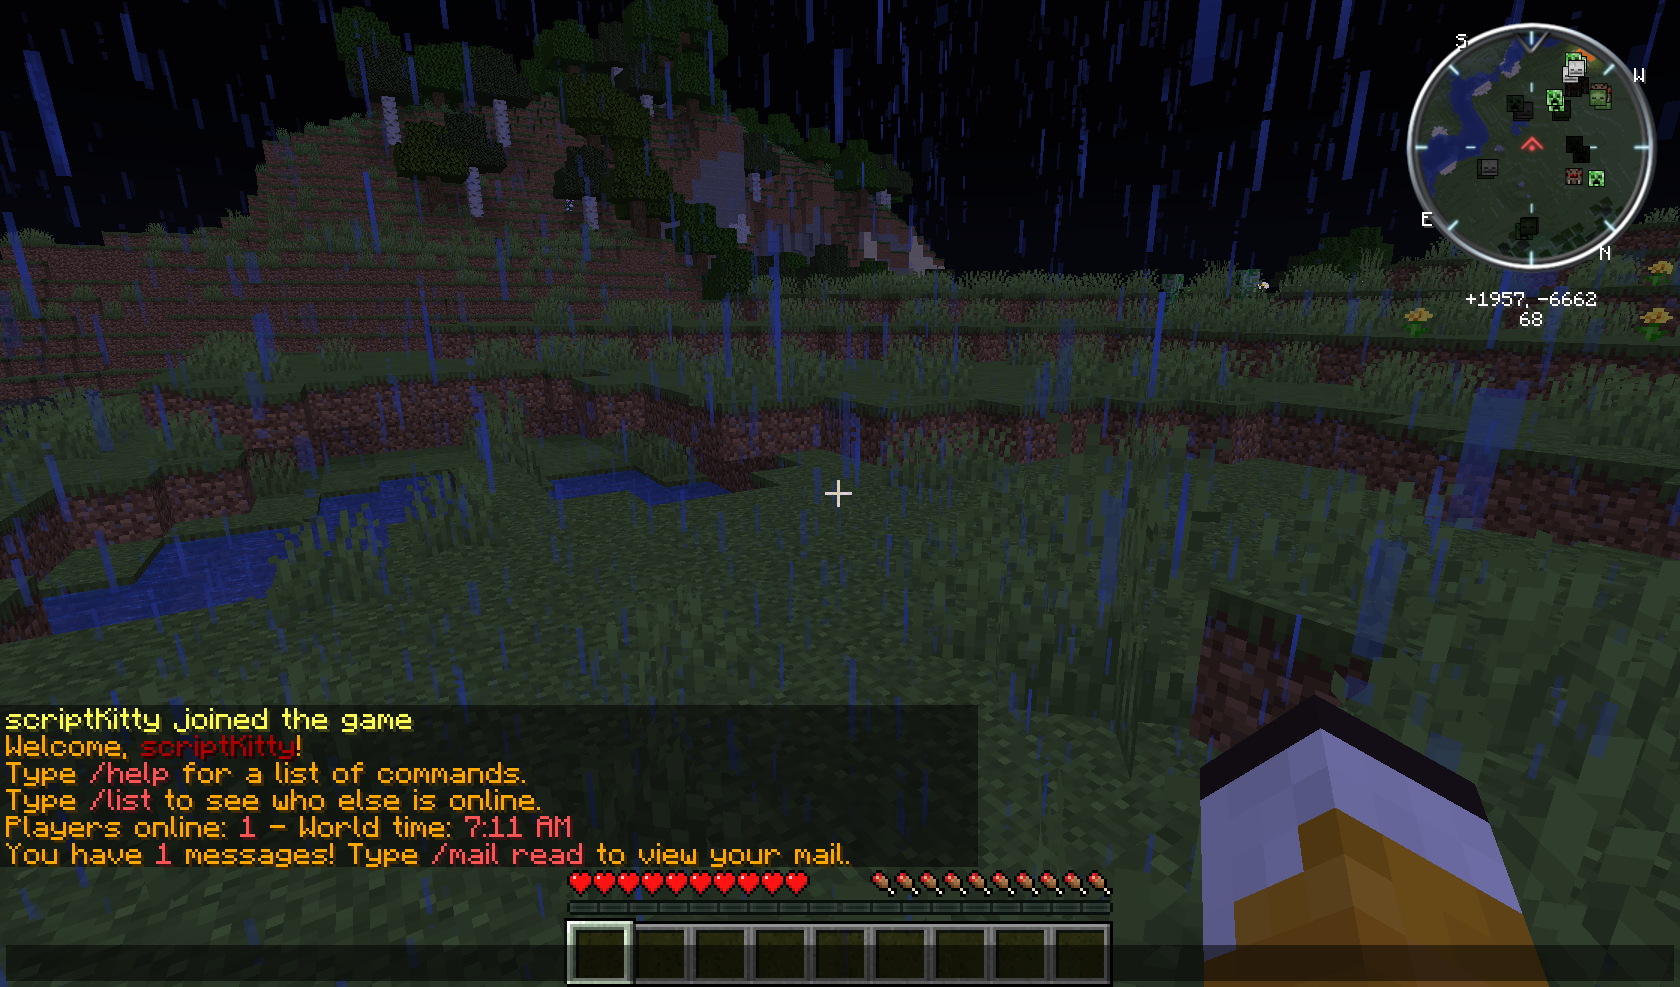 S
W
E
N
+1957, -6662
68
scriptKitty joined the game
Welcome, scriptKitty!
Type /help for a list of commands.
Type /list to see who else is online.
Players online: 1 - World time: 7:11 AM
You have 1 messages! Type /mail read to view your mail.